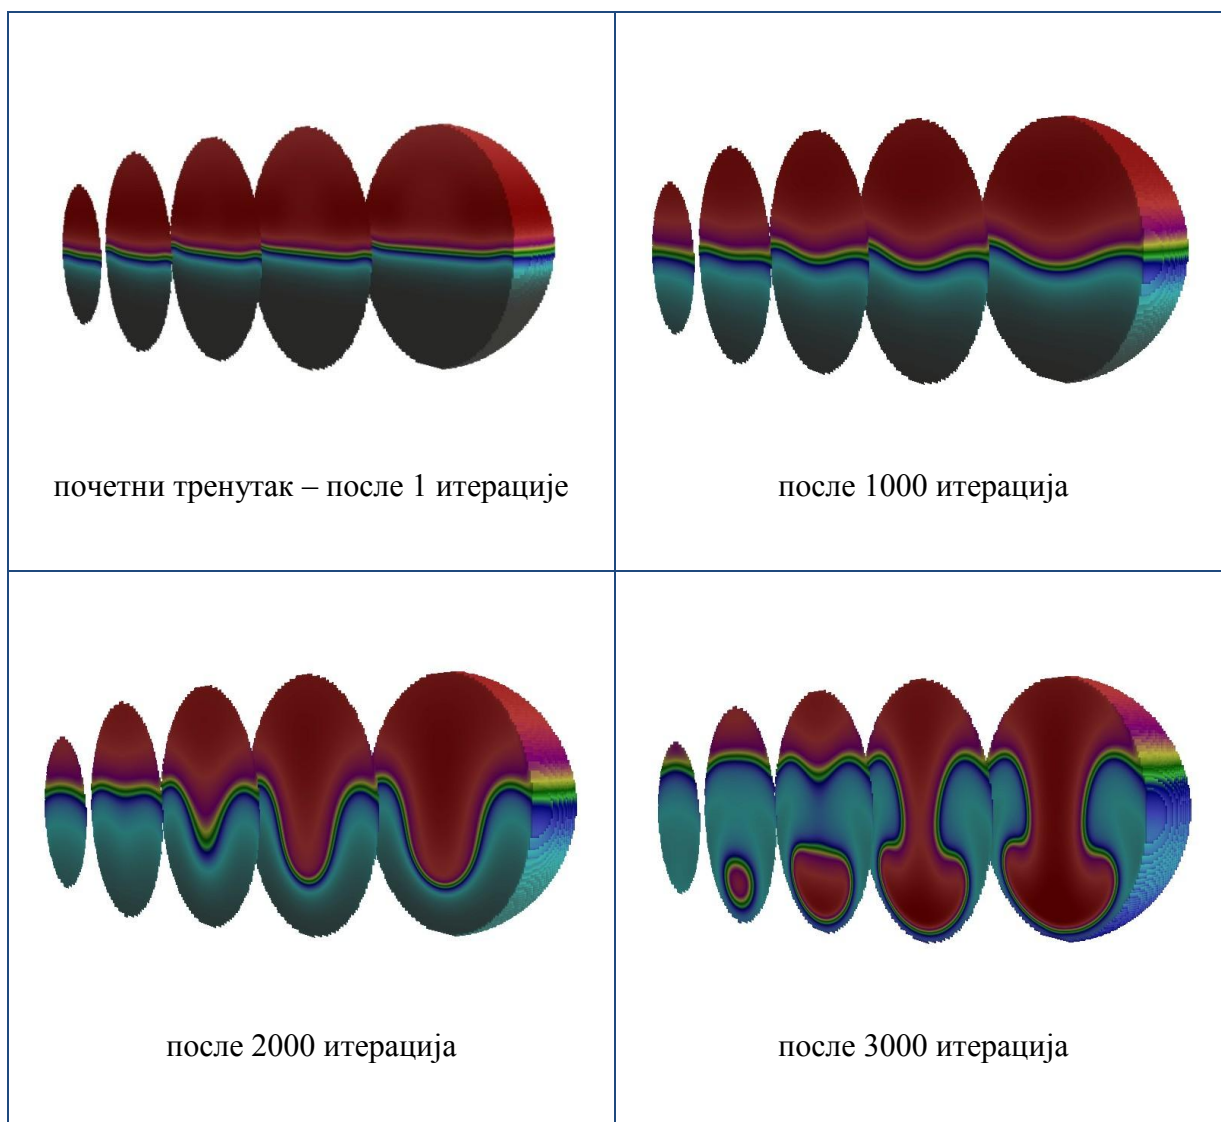 почетни тренутак – после 1 итерације
после 1000 итерација
после 2000 итерација
после 3000 итерација